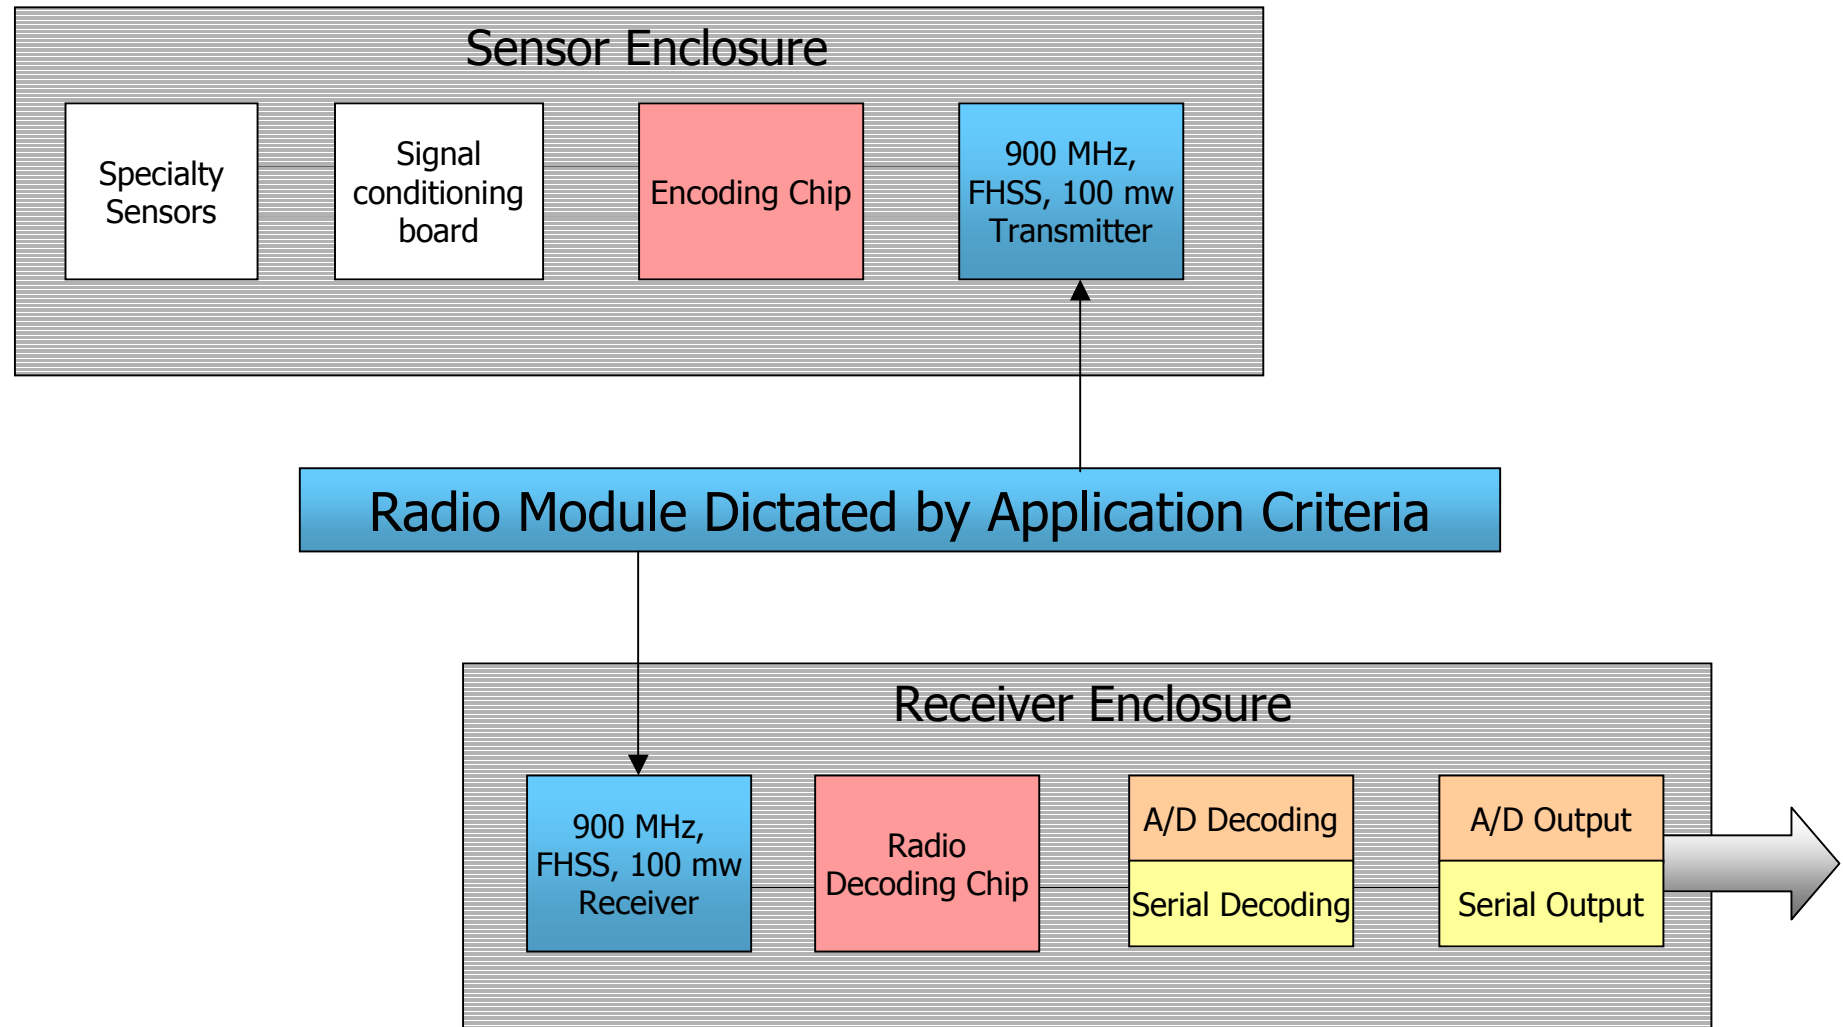 Sensor Enclosure
Specialty
Sensors
Signal
conditioning
board
Encoding Chip
900 MHz,
FHSS, 100 mw
Transmitter
Radio Module Dictated by Application Criteria
Receiver Enclosure
900 MHz,
FHSS, 100 mw
Receiver
Radio
Decoding Chip
A/D Decoding
Serial Decoding
A/D Output
Serial Output